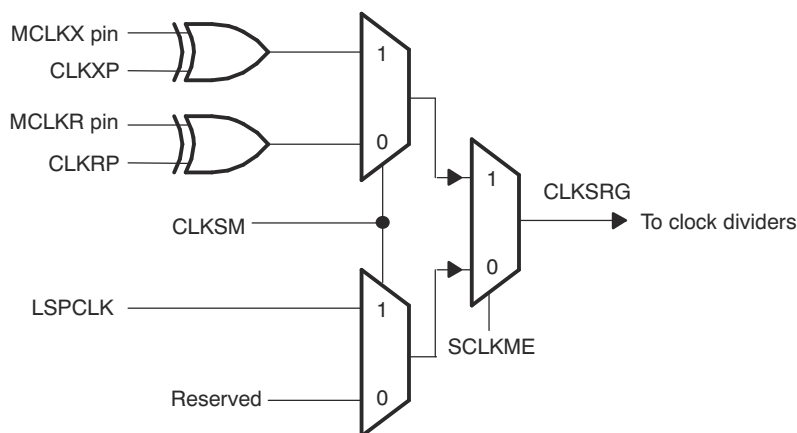 MCLKX pin
CLKXP
1
MCLKR pin
0
CLKRP
1
CLKSRG
CLKSM
To clock dividers
0
LSPCLK
1
SCLKME
Reserved
0